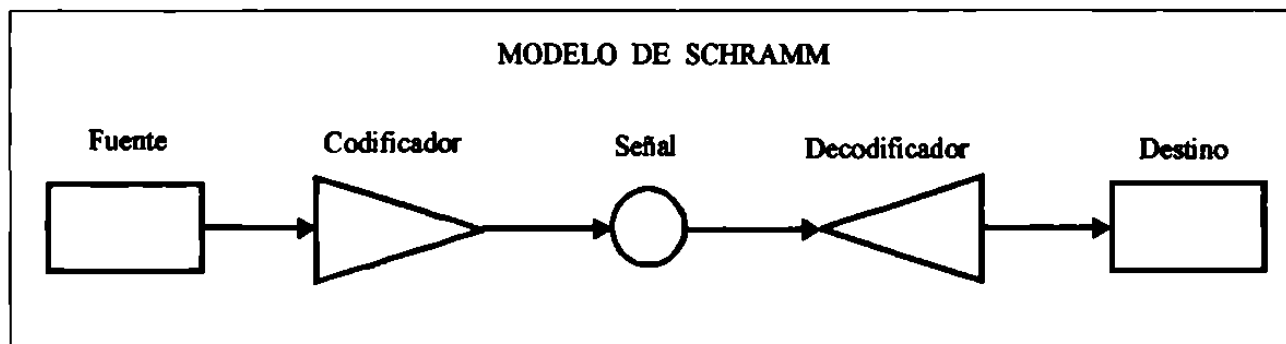 MODELO DE SCHRAMM
Fuente Codificador Señal Decodificador Destino